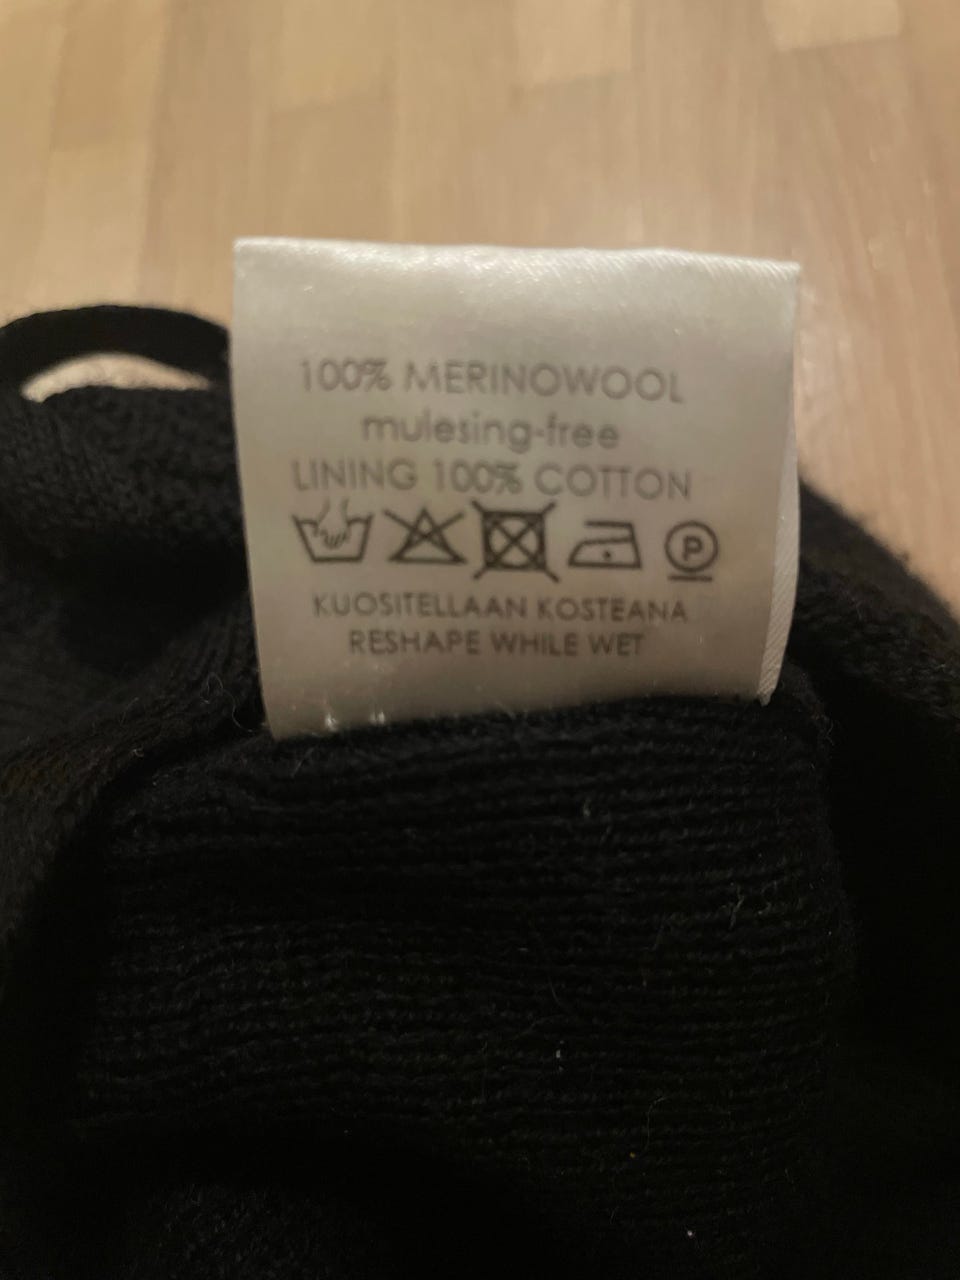 100% MERINOWOOL
mulesing-free
LINING 100% COTTON
P
KUOSITELLAAN KOSTEANA
RESHAPE WHILE WET